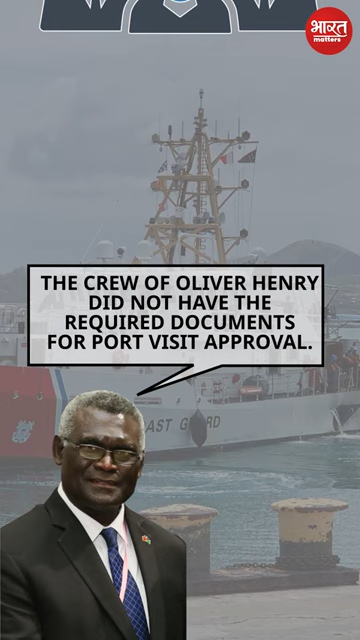 भारत
matters
THE CREW OF OLIVER HENRY
DID NOT HAVE THE
REQUIRED DOCUMENTS
FOR PORT VISIT APPROVAL.
AST GUARD